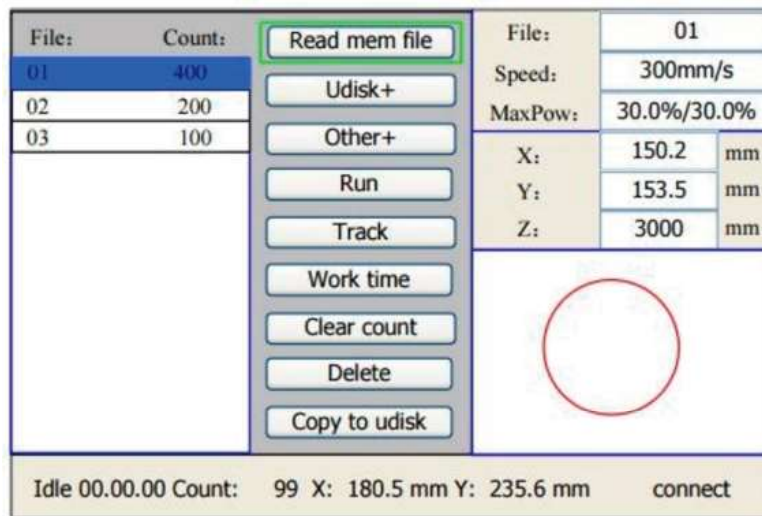 File: Count:
01 400
02 200
03 100
Read mem file
Udisk+
Other+
Run
Track
Work time
Clear count
Delete
Copy to udisk
File: 01
Speed: 300mm/s
MaxPow: 30.0%/30.0%
X: 150.2 mm
Y: 153.5 mm
Z: 3000 mm
Idle 00.00.00 Count: 99 X: 180.5 mm Y: 235.6 mm connect